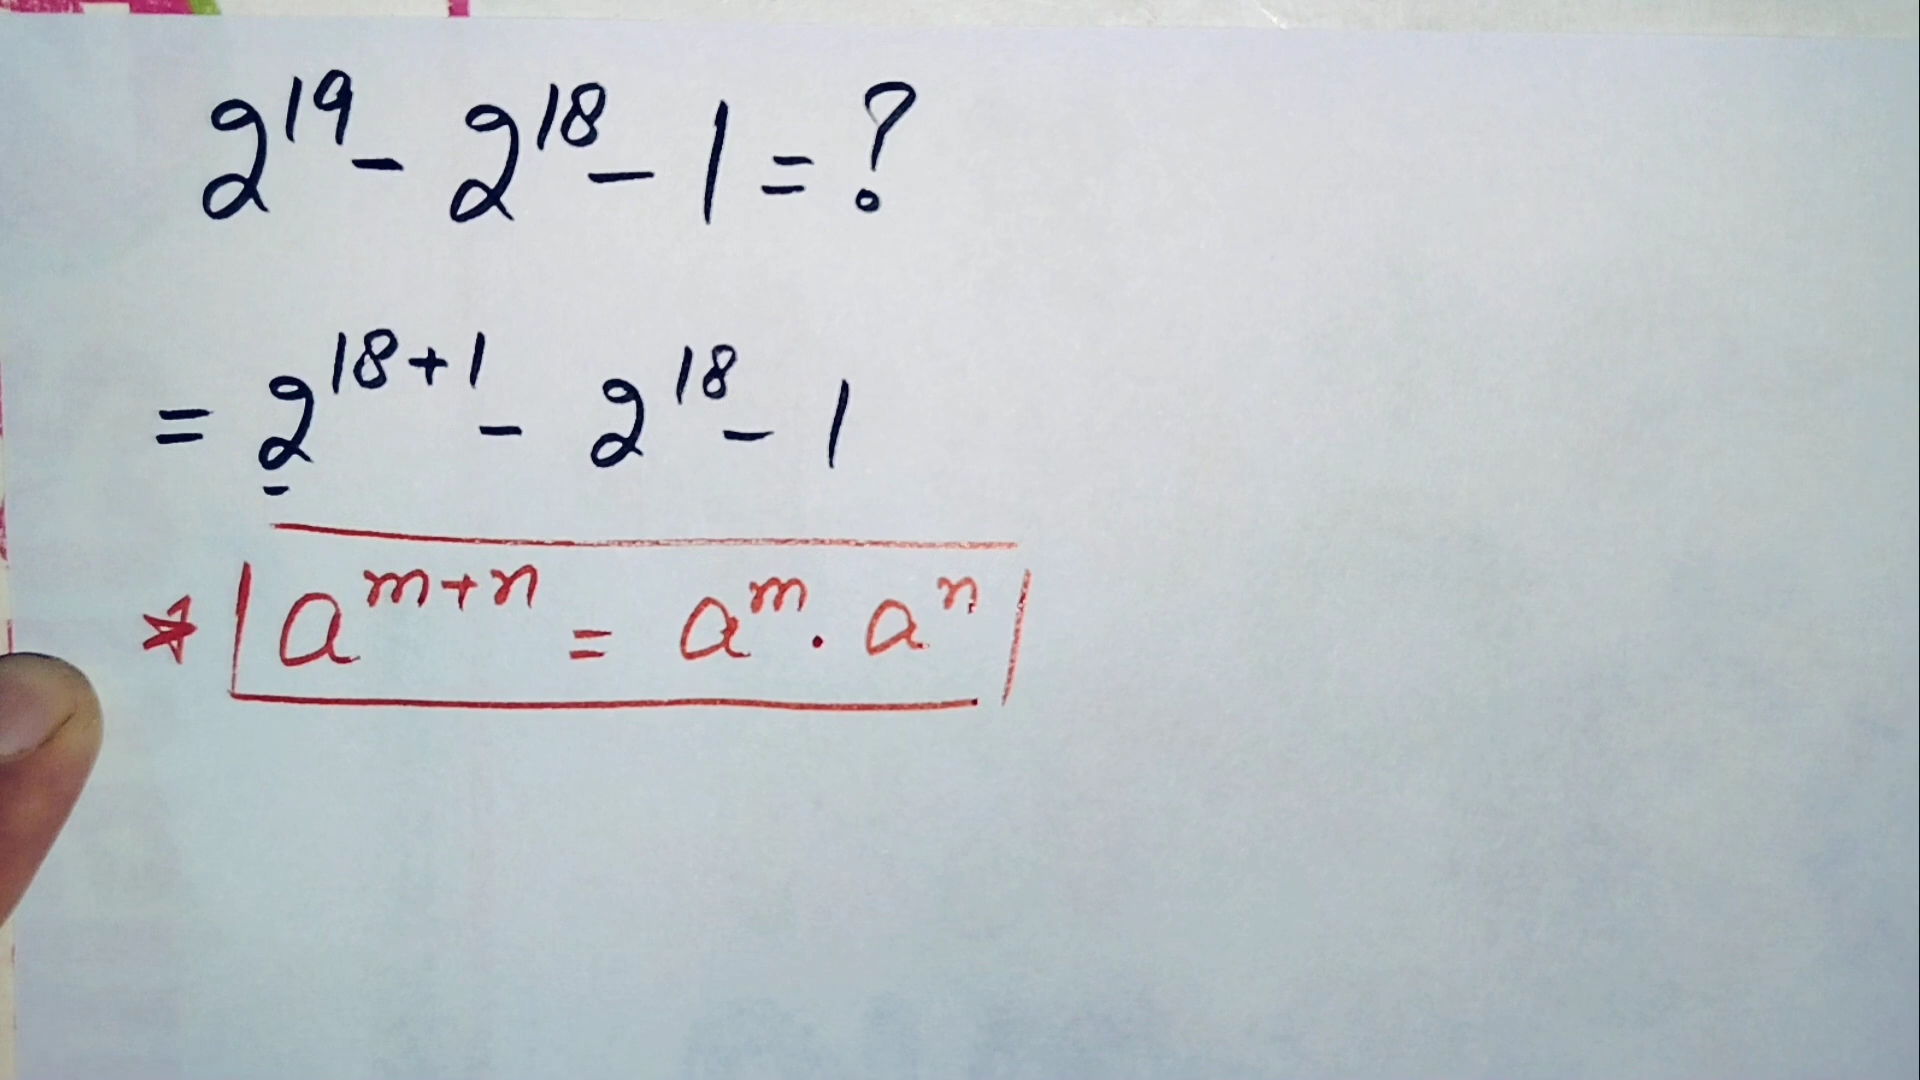 2^19 - 2^18 - 1 = ?
= 2^18+1 - 2^18 - 1
* a^m+n = a^m · a^n